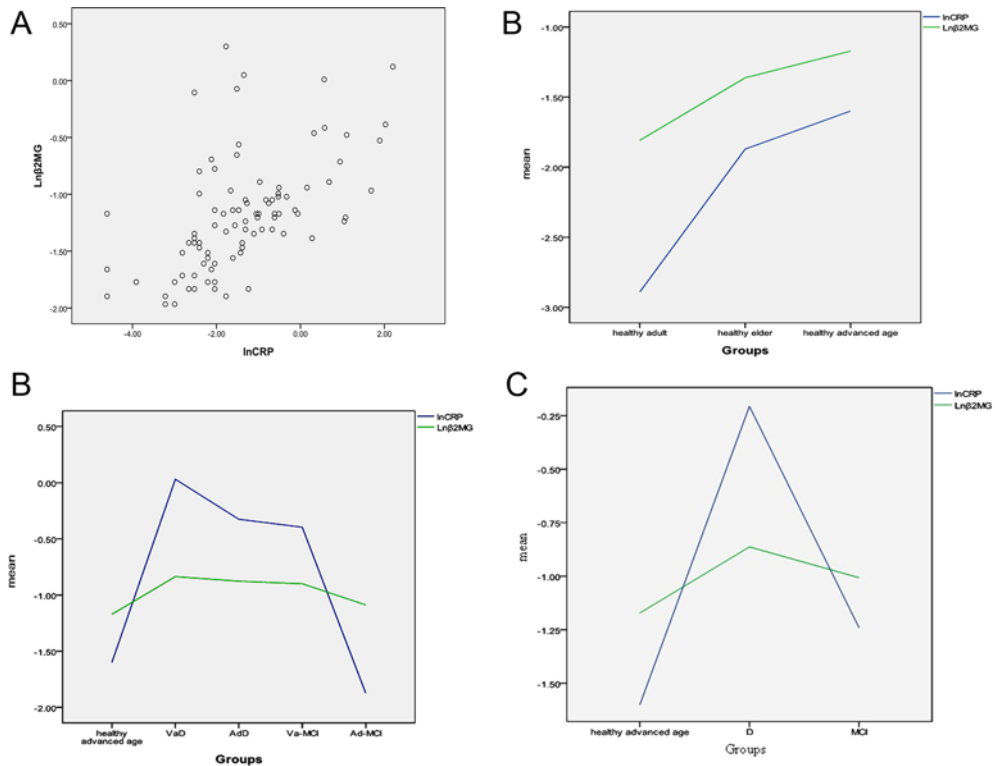 A
0.50
0.00
-0.50
-1.00
-1.50
-2.00
Lnβ2MG
-4.00
-2.00
0.00
2.00
lnCRP
B
lnCRP
Lnβ2MG
-1.00
-1.50
-2.00
-2.50
-3.00
mean
healthy adult
healthy elder
healthy advanced age
Groups
B
lnCRP
Lnβ2MG
0.50
0.00
-0.50
-1.00
-1.50
-2.00
mean
healthy
advanced age
VaD
AdD
Va-MCI
Ad-MCI
Groups
C
lnCRP
Lnβ2MG
-0.25
-0.50
-0.75
-1.00
-1.25
-1.50
mean
healthy advanced age
D
MCI
Groups